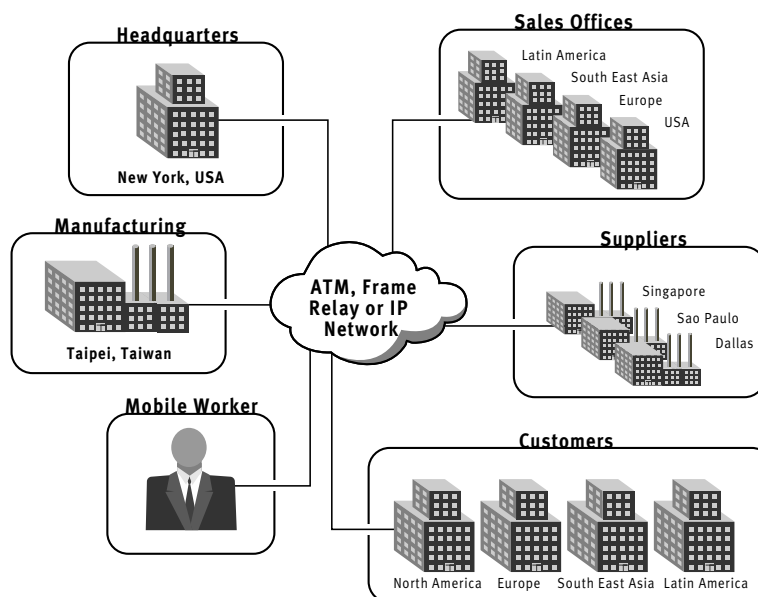 Headquarters
New York, USA
Sales Offices
Latin America
South East Asia
Europe
USA
Manufacturing
Taipei, Taiwan
ATM, Frame
Relay or IP
Network
Suppliers
Singapore
Sao Paulo
Dallas
Mobile Worker
Customers
North America
Europe
South East Asia
Latin America